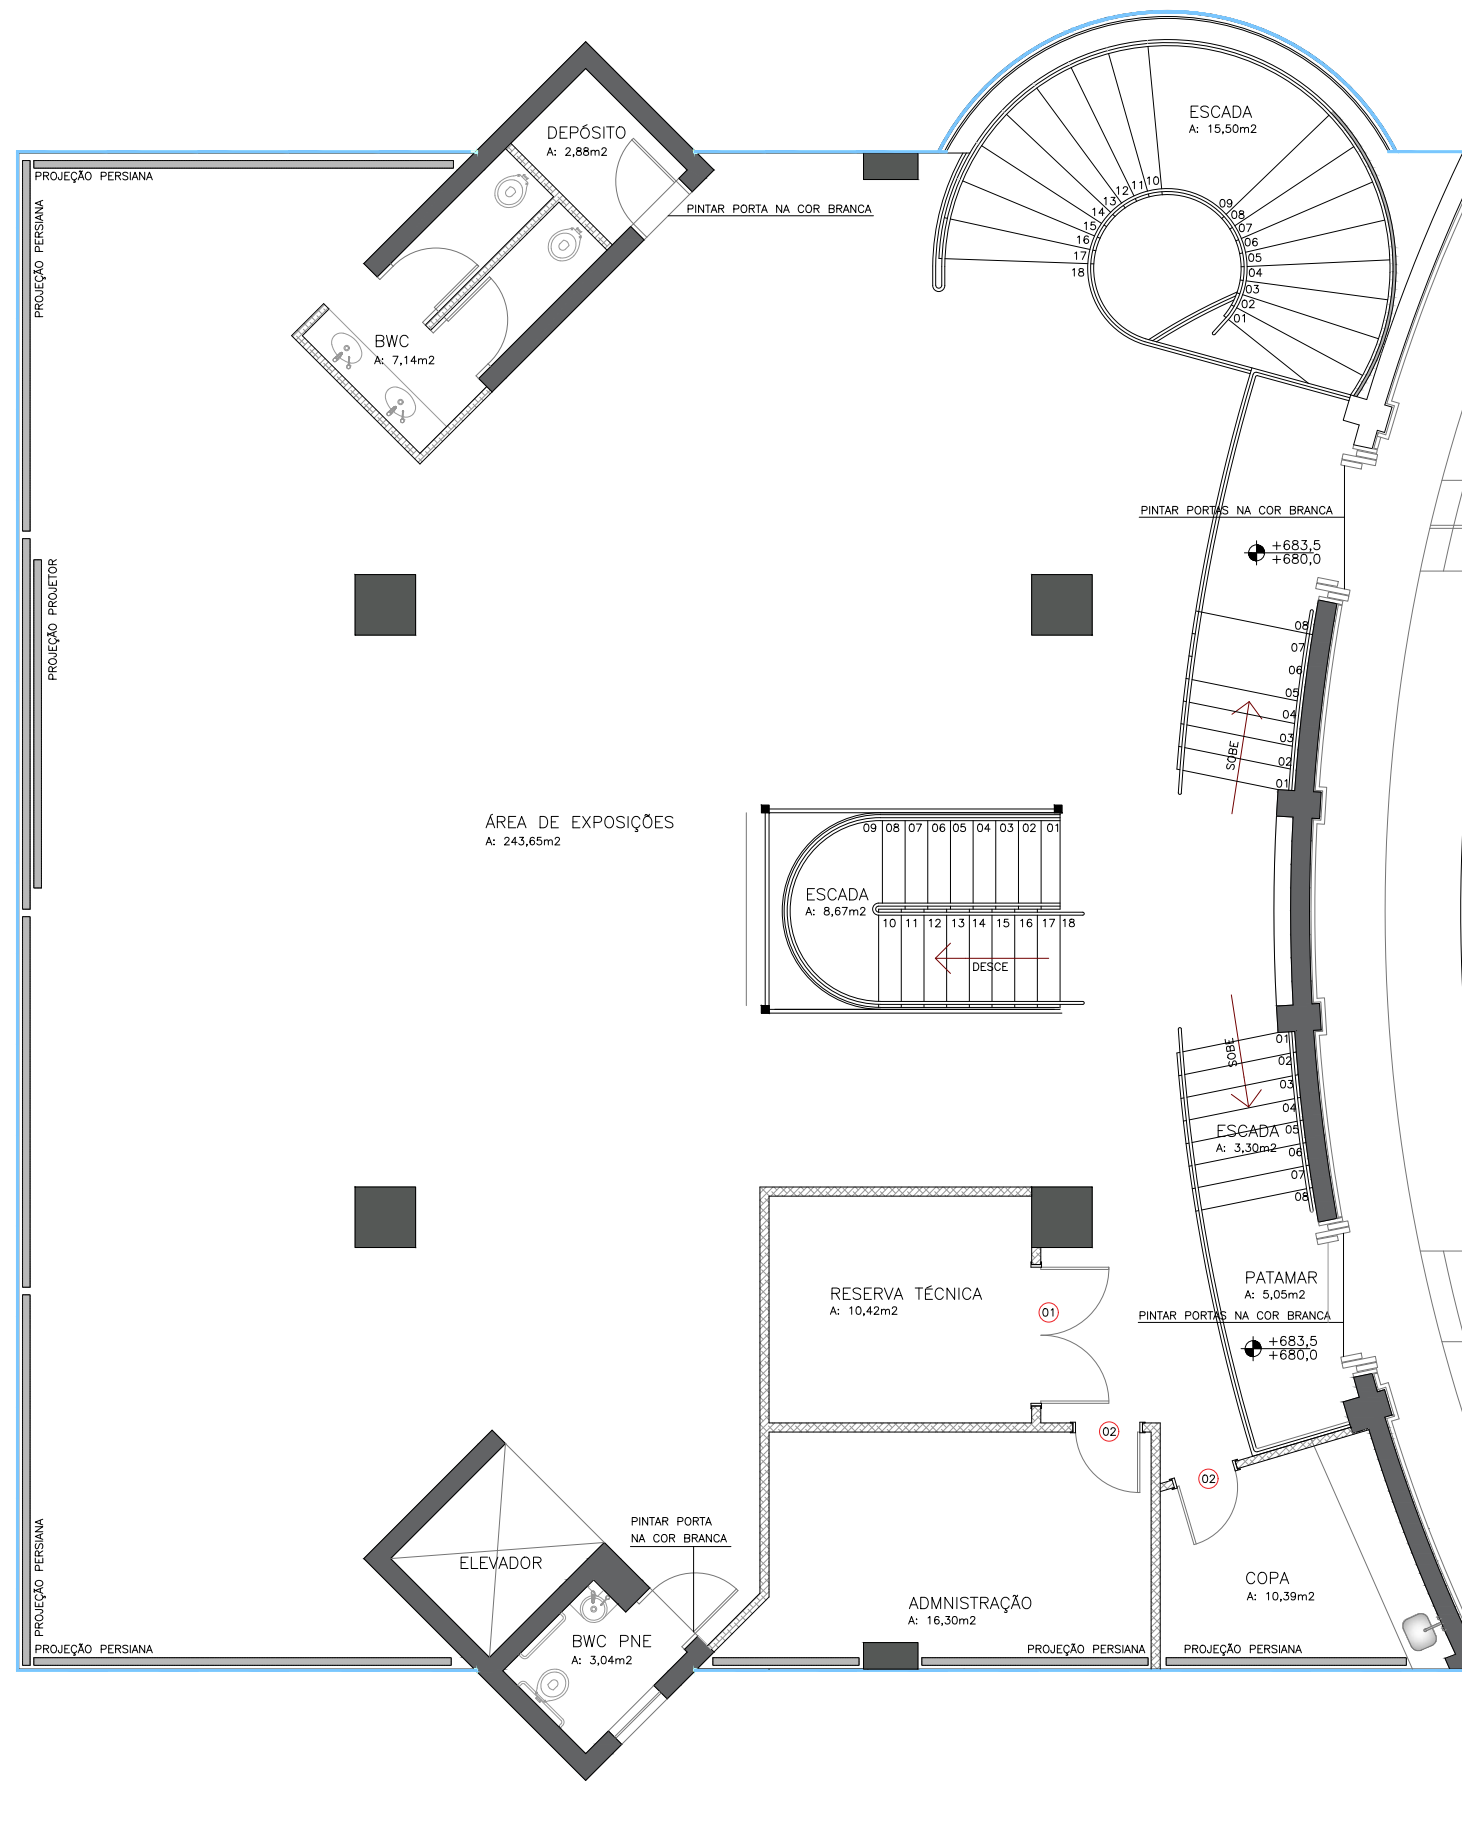 ESCADA
A: 15,50m2
DEPÓSITO
A: 2,88m2
PROJEÇÃO PERSIANA
PROJEÇÃO PERSIANA
PINTAR PORTA NA COR BRANCA
10
11
12
13
14
15
16
17
18
09
08
07
06
05
04
03
02
01
BWC
A: 7,14m2
PINTAR PORTAS NA COR BRANCA
+683,5
+680,0
PROJEÇÃO PROJETOR
08
07
06
05
04
03
02
01
SOBE
ÁREA DE EXPOSIÇÕES
A: 243,65m2
09 08 07 06 05 04 03 02 01
ESCADA
A: 8,67m2
10 11 12 13 14 15 16 17 18
DESCE
SOBE
01
02
03
04
05
06
07
08
ESCADA
A: 3,30m2
RESERVA TÉCNICA
A: 10,42m2
01
PATAMAR
A: 5,05m2
PINTAR PORTAS NA COR BRANCA
+683,5
+680,0
02
02
PROJEÇÃO PERSIANA
PINTAR PORTA
NA COR BRANCA
ELEVADOR
COPA
A: 10,39m2
ADMNISTRAÇÃO
A: 16,30m2
BWC PNE
A: 3,04m2
PROJEÇÃO PERSIANA
PROJEÇÃO PERSIANA
PROJEÇÃO PERSIANA